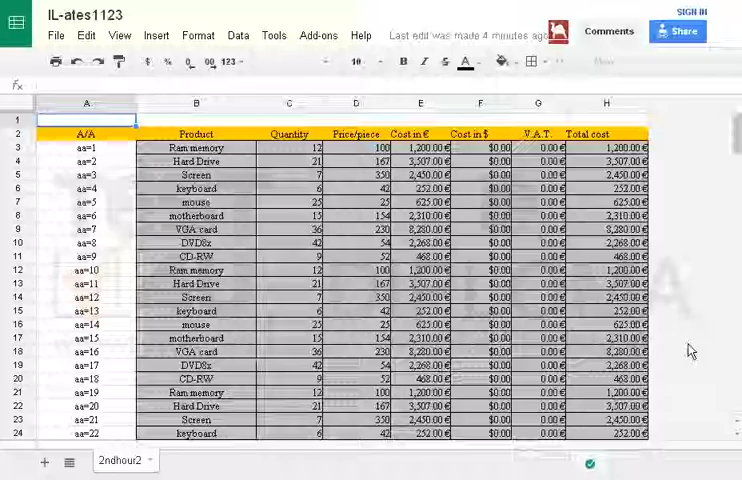 IL-ates1123
SIGN IN
File Edit View Insert Format Data Tools Add-ons Help Last edit was made 4 minutes ago Comments Share
$ % .0 .00 123 10 B I S A
fx
A B C D E F G H
1
2 A/A Product Quantity Price/piece Cost in € Cost in $ V.A.T. Total cost
3 aa=1 Ram memory 12 100 1,200.00 € $0.00 0.00 € 1,200.00 €
4 aa=2 Hard Drive 21 167 3,507.00 € $0.00 0.00 € 3,507.00 €
5 aa=3 Screen 7 350 2,450.00 € $0.00 0.00 € 2,450.00 €
6 aa=4 keyboard 6 42 252.00 € $0.00 0.00 € 252.00 €
7 aa=5 mouse 25 25 625.00 € $0.00 0.00 € 625.00 €
8 aa=6 motherboard 15 154 2,310.00 € $0.00 0.00 € 2,310.00 €
9 aa=7 VGA card 36 230 8,280.00 € $0.00 0.00 € 8,280.00 €
10 aa=8 DVD8x 42 54 2,268.00 € $0.00 0.00 € 2,268.00 €
11 aa=9 CD-RW 9 52 468.00 € $0.00 0.00 € 468.00 €
12 aa=10 Ram memory 12 100 1,200.00 € $0.00 0.00 € 1,200.00 €
13 aa=11 Hard Drive 21 167 3,507.00 € $0.00 0.00 € 3,507.00 €
14 aa=12 Screen 7 350 2,450.00 € $0.00 0.00 € 2,450.00 €
15 aa=13 keyboard 6 42 252.00 € $0.00 0.00 € 252.00 €
16 aa=14 mouse 25 25 625.00 € $0.00 0.00 € 625.00 €
17 aa=15 motherboard 15 154 2,310.00 € $0.00 0.00 € 2,310.00 €
18 aa=16 VGA card 36 230 8,280.00 € $0.00 0.00 € 8,280.00 €
19 aa=17 DVD8x 42 54 2,268.00 € $0.00 0.00 € 2,268.00 €
20 aa=18 CD-RW 9 52 468.00 € $0.00 0.00 € 468.00 €
21 aa=19 Ram memory 12 100 1,200.00 € $0.00 0.00 € 1,200.00 €
22 aa=20 Hard Drive 21 167 3,507.00 € $0.00 0.00 € 3,507.00 €
23 aa=21 Screen 7 350 2,450.00 € $0.00 0.00 € 2,450.00 €
24 aa=22 keyboard 6 42 252.00 € $0.00 0.00 € 252.00 €
2ndhour2